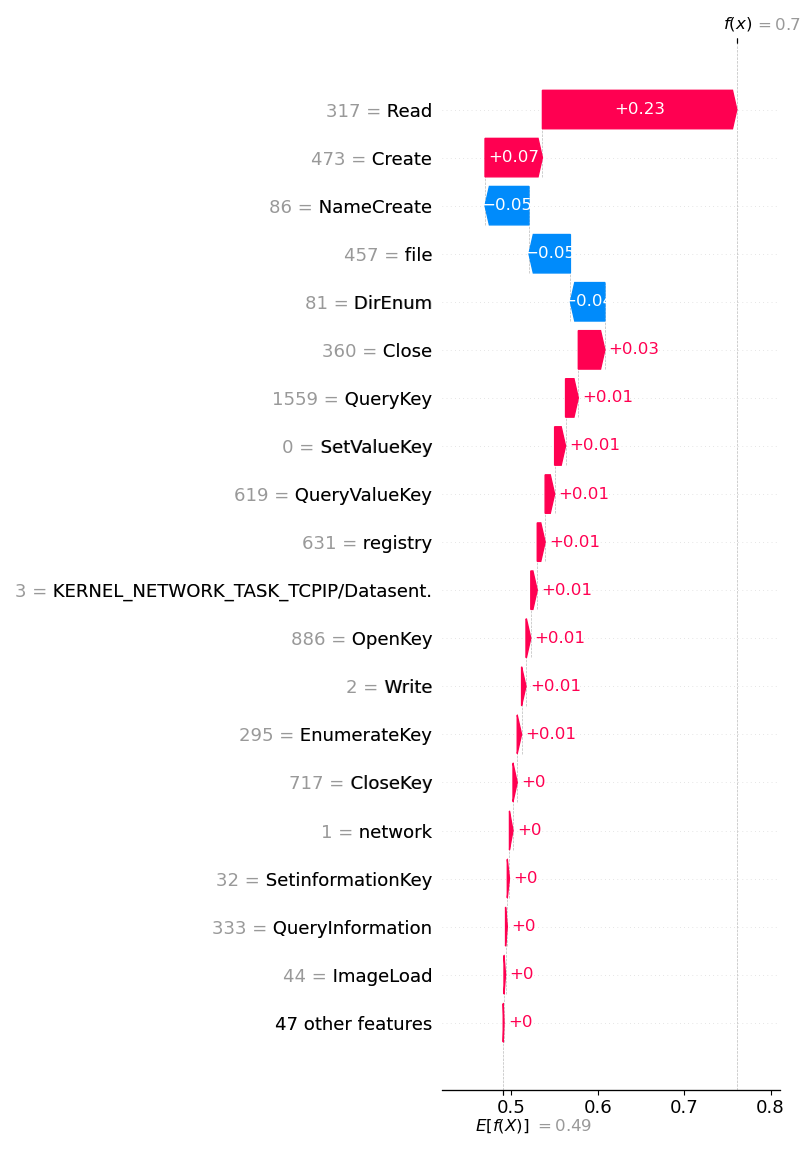 f(x) = 0.7
317 = Read +0.23
473 = Create +0.07
86 = NameCreate −0.05
457 = file −0.05
81 = DirEnum −0.04
360 = Close +0.03
1559 = QueryKey +0.01
0 = SetValueKey +0.01
619 = QueryValueKey +0.01
631 = registry +0.01
3 = KERNEL_NETWORK_TASK_TCPIP/Datasent. +0.01
886 = OpenKey +0.01
2 = Write +0.01
295 = EnumerateKey +0.01
717 = CloseKey +0
1 = network +0
32 = SetinformationKey +0
333 = QueryInformation +0
44 = ImageLoad +0
47 other features +0
0.5 0.6 0.7 0.8
E[f(X)] = 0.49